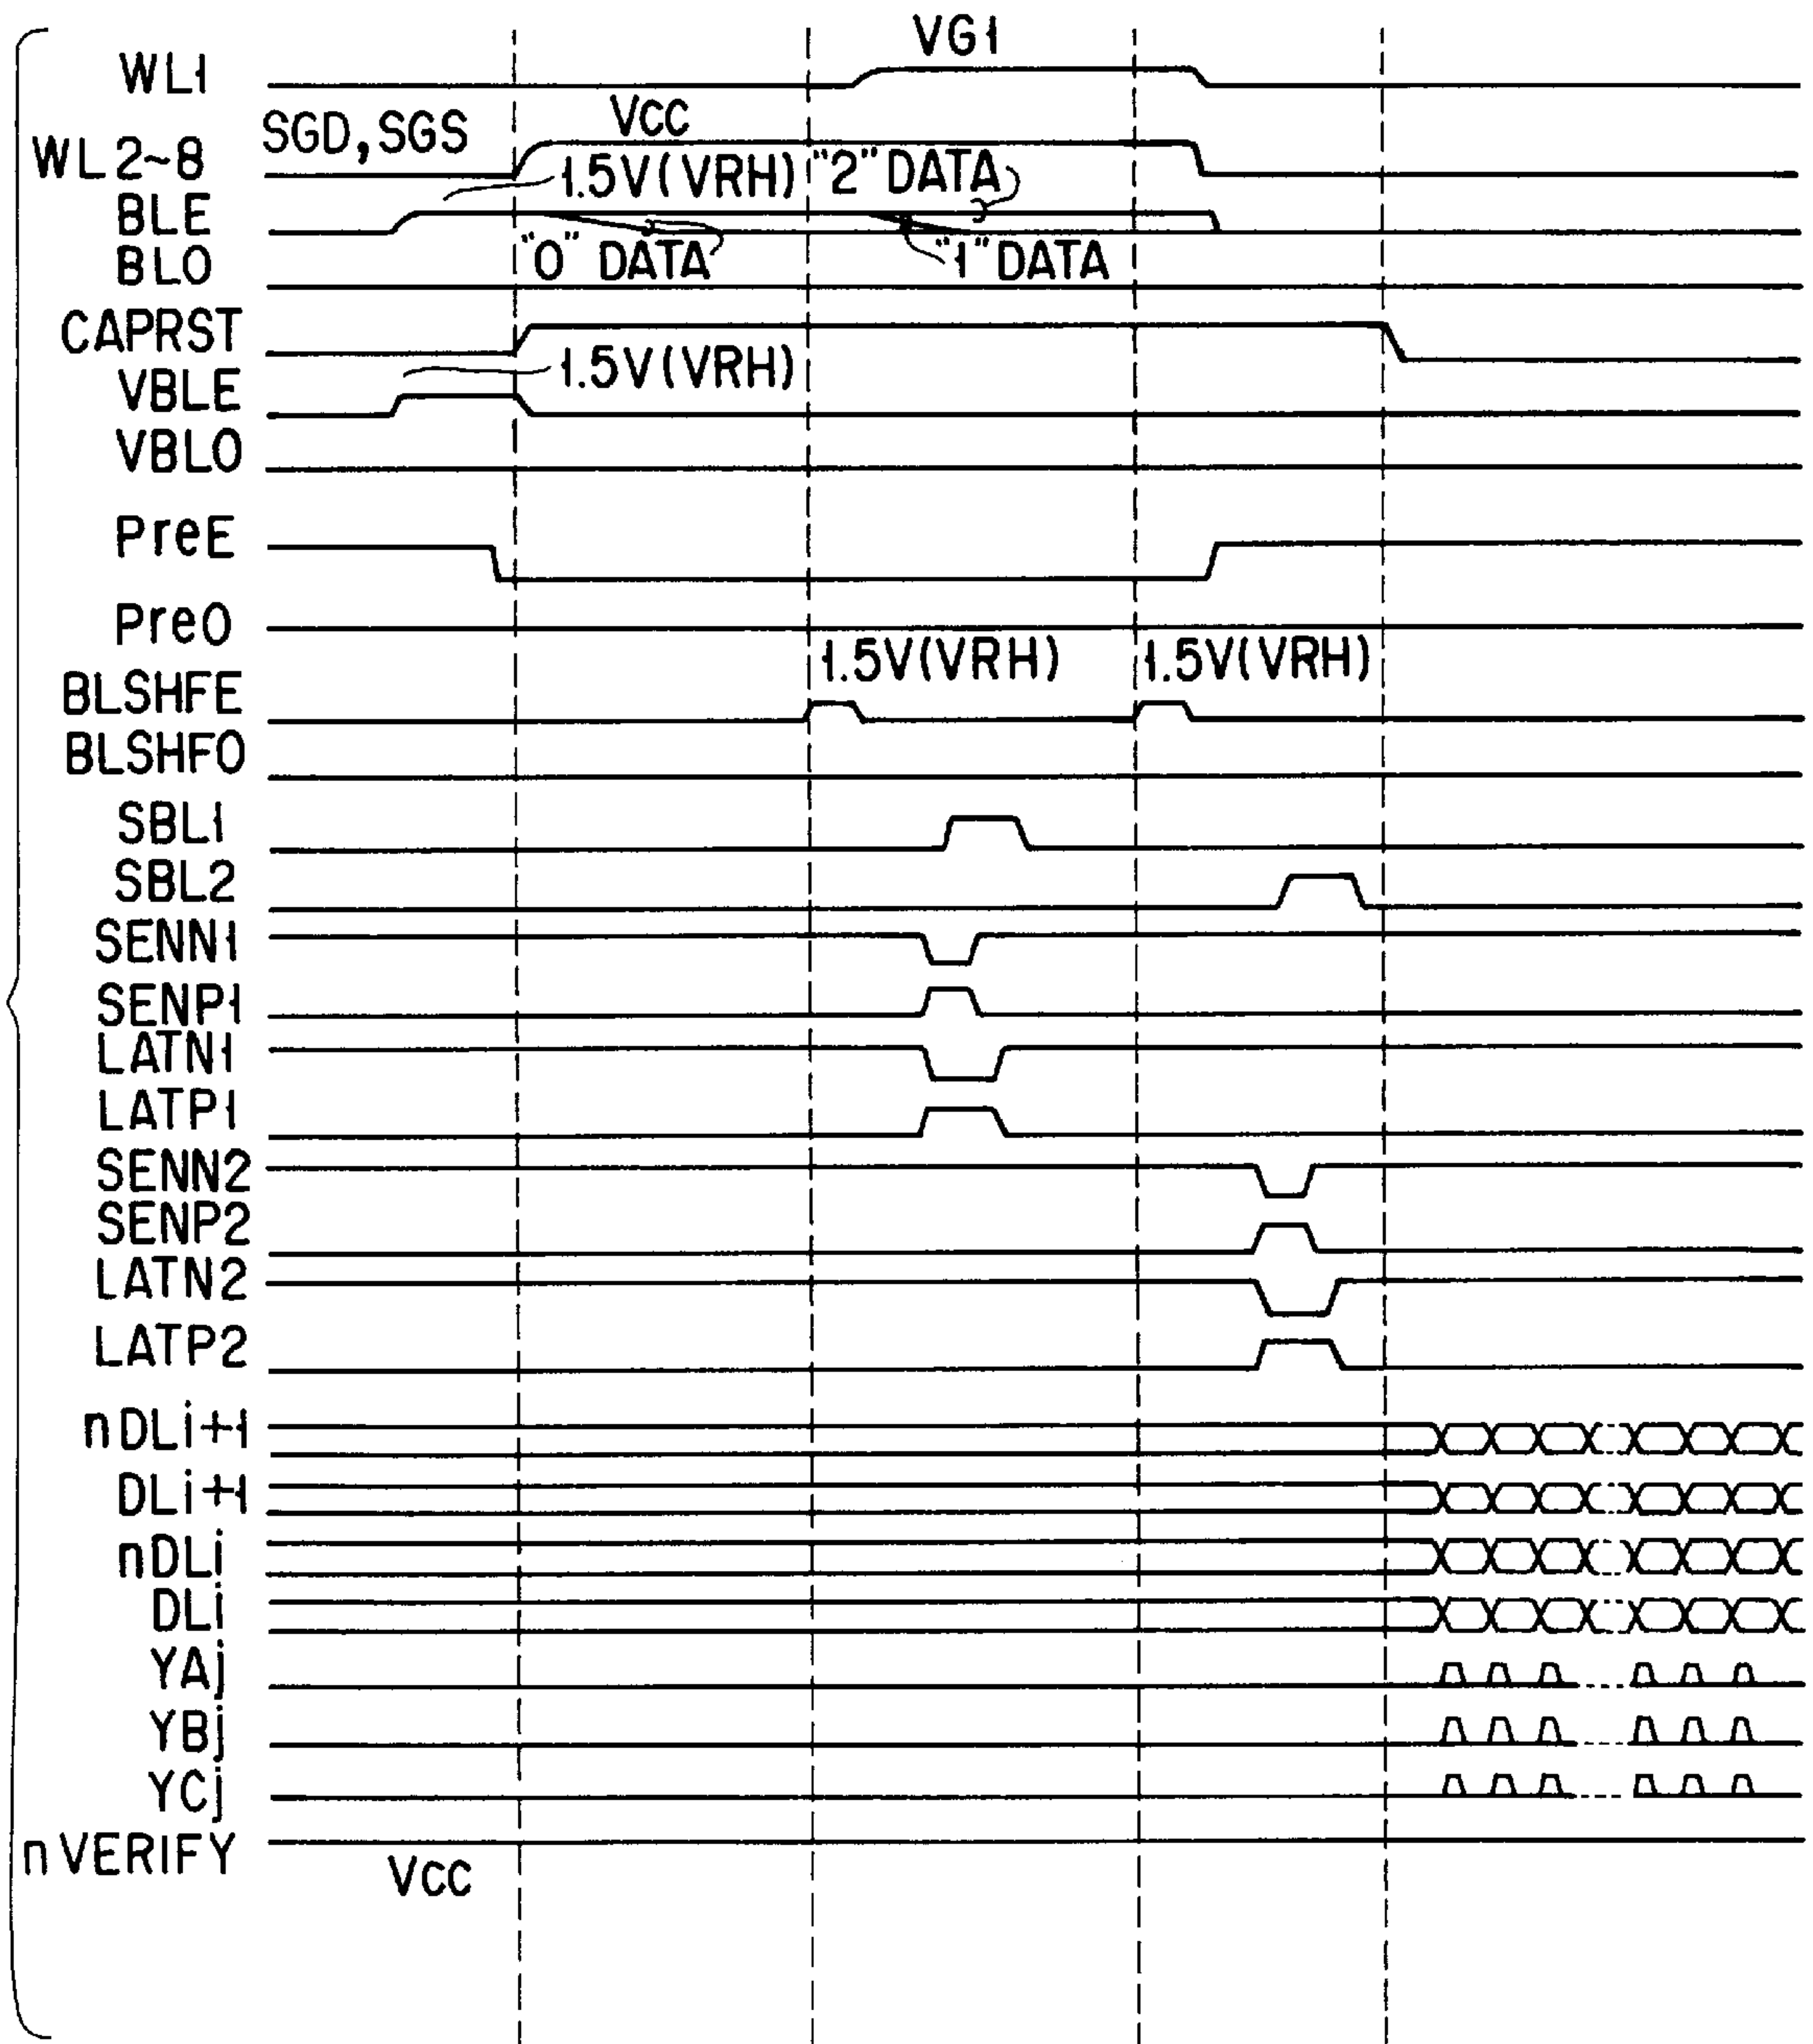 VG1
WL1
SGD, SGS Vcc
WL2~8
1.5V(VRH) "2" DATA
BLE
"0" DATA "1" DATA
BLO
CAPRST
1.5V(VRH)
VBLE
VBLO
PreE
PreO
1.5V(VRH) 1.5V(VRH)
BLSHFE
BLSHFO
SBL1
SBL2
SENN1
SENP1
LATN1
LATP1
SENN2
SENP2
LATN2
LATP2
nDLi+1
DLi+1
nDLi
DLi
YAj
YBj
YCj
nVERIFY
Vcc